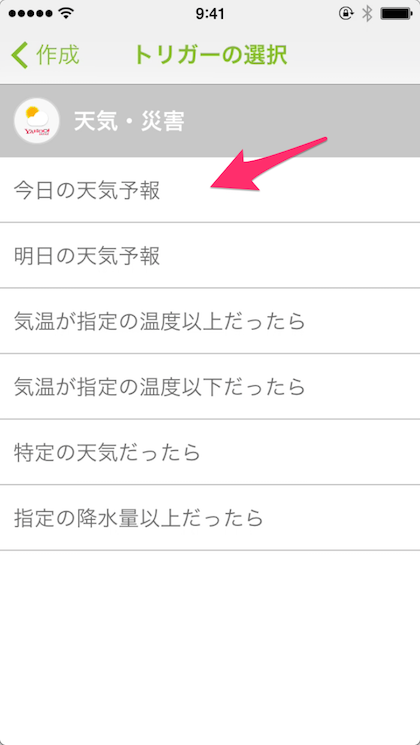 9:41
作成
トリガーの選択
YAHOO!
天気・災害
今日の天気予報
明日の天気予報
気温が指定の温度以上だったら
気温が指定の温度以下だったら
特定の天気だったら
指定の降水量以上だったら